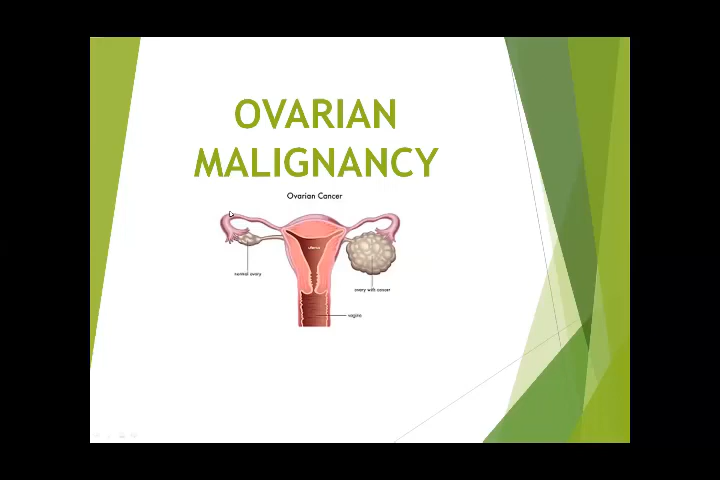 OVARIAN
MALIGNANCY
Ovarian Cancer
uterus
normal ovary
ovary with cancer
vagina